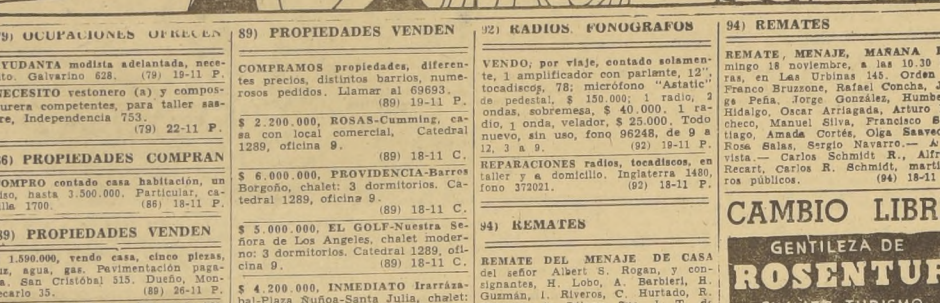 79) OCUPACIONES OFRECEN
AYUDANTA modista adelantada, nece-
Galvarino 628. (79) 19-11 P.
NECESITO vestonero (a) y compos-
competentes, para taller sas-
Independencia 753.
(79) 22-11 P.
86) PROPIEDADES COMPRAN
COMPRO contado casa habitación, un
piso, hasta 3.500.000. Particular, ca-
1700. (86) 18-11 P.
89) PROPIEDADES VENDEN
1.590.000, vendo casa, cinco piezas,
luz, agua, gas. Pavimentación paga-
San Cristóbal 515. Dueño, Mon-
35. (89) 26-11 P.
89) PROPIEDADES VENDEN
COMPRAMOS propiedades, diferen-
tes precios, distintos barrios, nume-
rosos pedidos. Llamar al 69693.
(89) 19-11 P.
$ 2.200.000, ROSAS-Cumming, ca-
sa con local comercial, Catedral
1289, oficina 9.
(89) 18-11 C.
$ 6.000.000, PROVIDENCIA-Barros
Borgoño, chalet: 3 dormitorios. Ca-
tedral 1289, oficina 9.
(89) 18-11 C.
$ 5.000.000, EL GOLF-Nuestra Se-
ñora de Los Angeles, chalet moder-
no: 3 dormitorios. Catedral 1289, ofi-
cina 9. (89) 18-11 C.
$ 4.200.000, INMEDIATO Irarráza-
bal-Plaza Ñuñoa-Santa Julia, chalet:
92) RADIOS FONOGRAFOS
VENDO, por viaje, contado solamen-
te, 1 amplificador con parlante, 12",
tocadiscos, 78; micrófono "Astatic"
de pedestal, $ 150.000; 1 radio, 2
ondas, sobremesa, $ 40.000. 1 ra-
dio, 1 onda, velador, $ 25.000. Todo
nuevo, sin uso, fono 96248, de 9 a
12, 3 a 9. (92) 19-11 P.
REPARACIONES radios, tocadiscos, en
taller y a domicilio. Inglaterra 1480,
fono 372021. (92) 18-11 P.
94) REMATES
REMATE DEL MENAJE DE CASA
del señor Albert S. Rogan, y con-
signantes, H. Lobo, A. Barbieri, H.
Guzmán, I. Riveros, C. Hurtado, R.
94) REMATES
REMATE, MENAJE, MAÑANA
mingo 18 noviembre, a las 10.30
ras, en Las Urbinas 145. Orden
Franco Bruzzone, Rafael Concha,
ge Peña, Jorge González,
Hidalgo, Oscar Arriagada, Arturo
checo, Manuel Silva, Francisco
tiago, Amada Cortés, Olga
Rosa Salas, Sergio Navarro.—
vista.— Carlos Schmidt R.,
Recart, Carlos R. Schmidt,
ros públicos. (94) 18-11
CAMBIO LIBR
GENTILEZA DE
ROSENTU
TURISMO